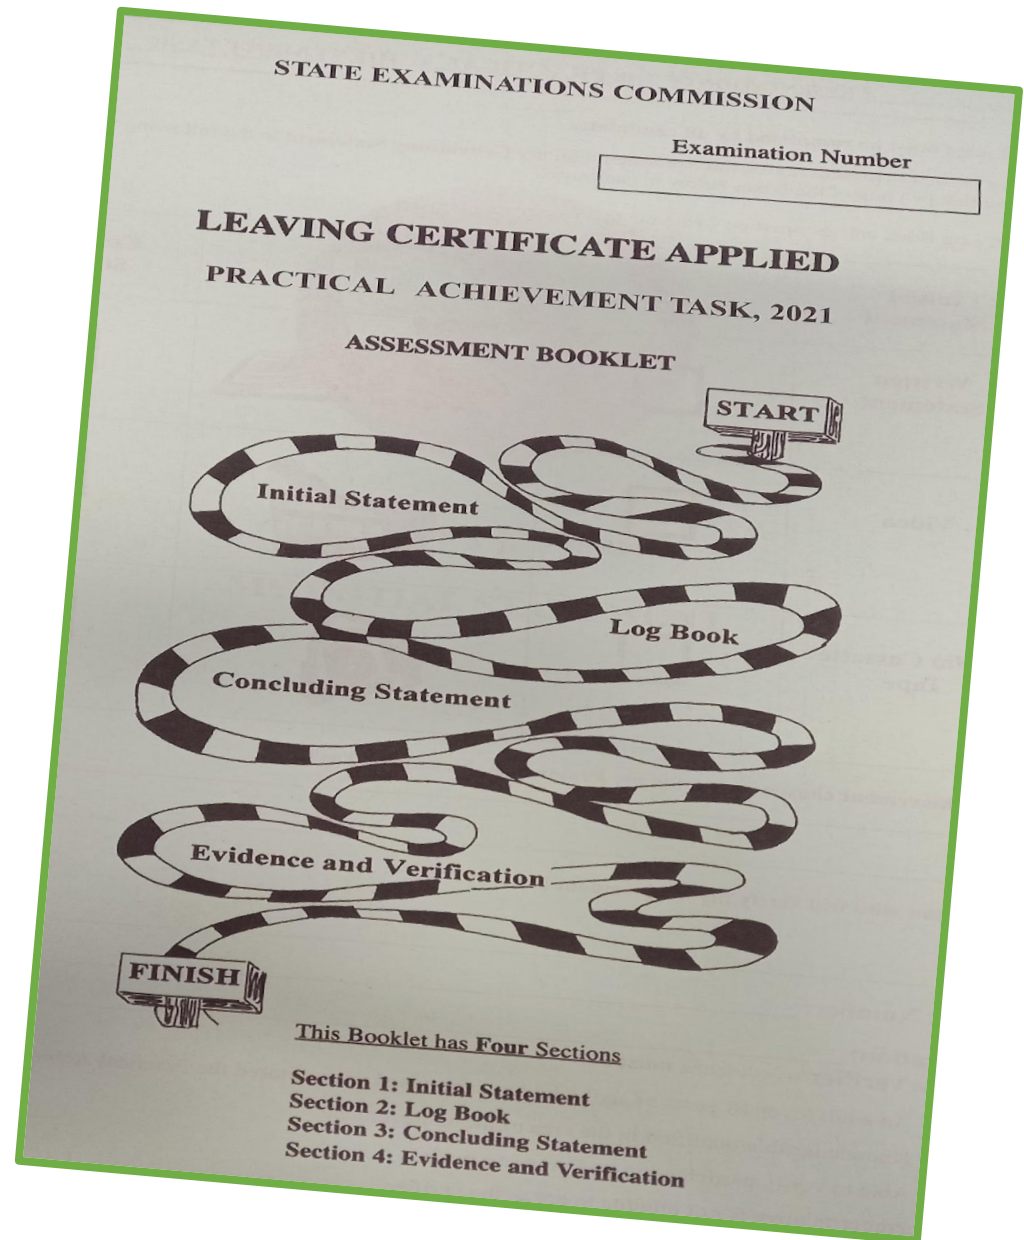 STATE EXAMINATIONS COMMISSION
Examination Number
LEAVING CERTIFICATE APPLIED
PRACTICAL ACHIEVEMENT TASK, 2021
ASSESSMENT BOOKLET
START
Initial Statement
Log Book
Concluding Statement
Evidence and Verification
FINISH
This Booklet has Four Sections
Section 1: Initial Statement
Section 2: Log Book
Section 3: Concluding Statement
Section 4: Evidence and Verification